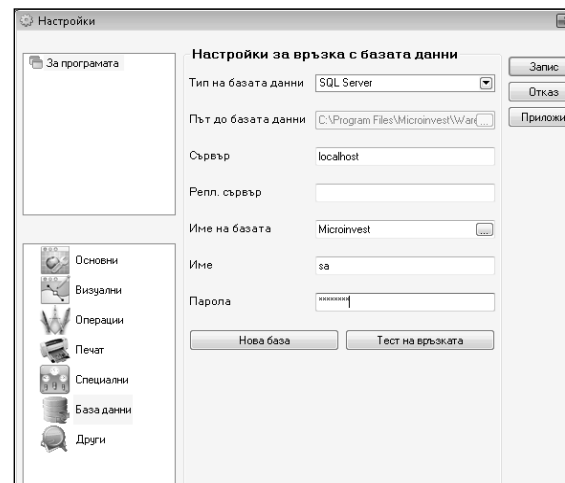 Настройки
За програмата
Настройки за връзка с базата данни
Тип на базата данни SQL Server
Път до базата данни C:\Program Files\Microinvest\Ware ...
Сървър localhost
Репл. сървър
Име на базата Microinvest ...
Име sa
Парола ********
Нова база Тест на връзката
Запис
Отказ
Приложи
Основни
Визуални
Операции
Печат
Специални
База данни
Други